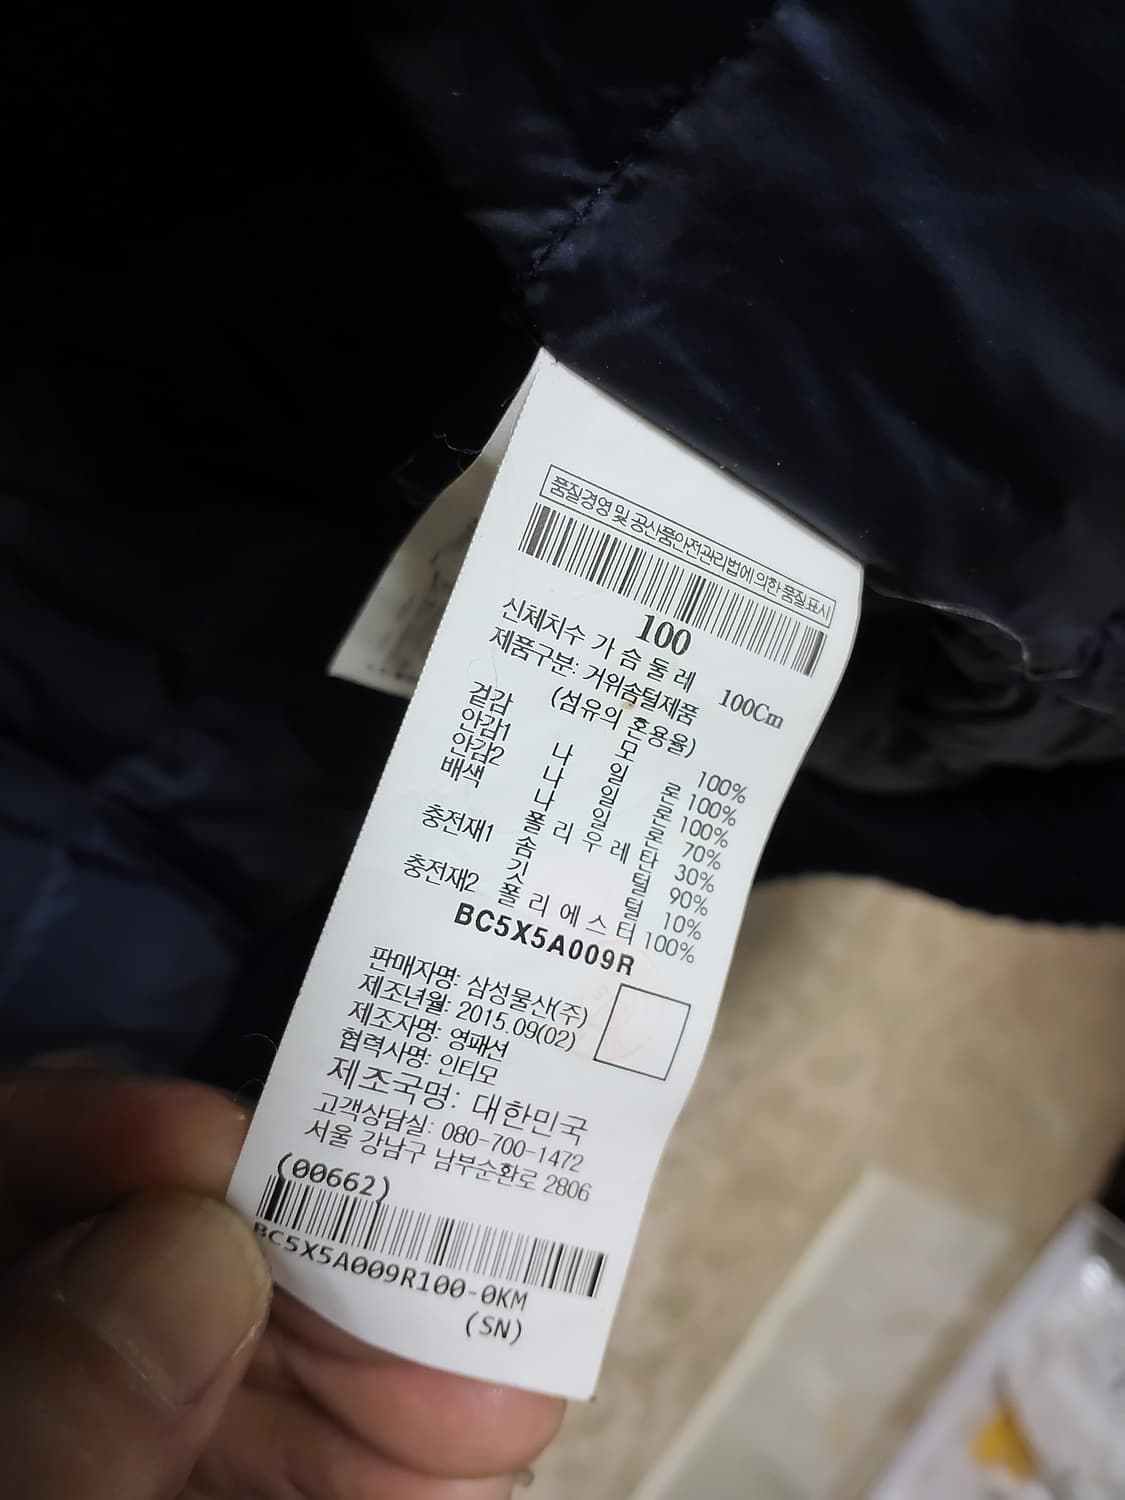 품질경영 및 공산품안전관리법에 의한 품질표시
100
신체치수 가 슴 둘 레 100Cm
제품구분: 거위솜털제품
(섬유의 혼용율)
겉감 모 100%
안감1 나 일 론 100%
안감2 나 일 론 100%
배색 나 일 론 70%
폴 리 우 레 탄 30%
충전재1 솜 털 90%
깃 털 10%
충전재2 폴 리 에 스 터 100%
BC5X5A009R
판매자명: 삼성물산(주)
제조년월: 2015.09(02)
제조자명: 영패션
협력사명: 인티모
제조국명: 대한민국
고객상담실: 080-700-1472
서울 강남구 남부순환로 2806
(00662)
BC5X5A009R100-0KM
(SN)